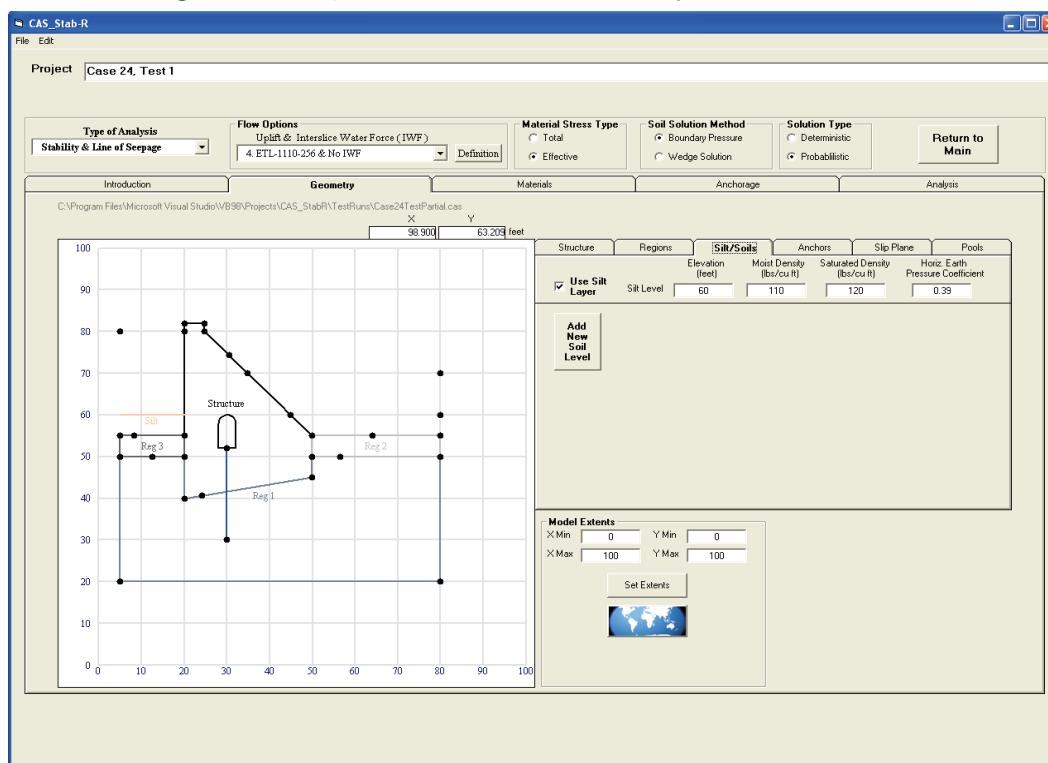 CAS_Stab-R
File Edit
Project Case 24, Test 1
Type of Analysis
Stability & Line of Seepage
Flow Options
Uplift & Interslice Water Force ( IWF )
4. ETL-1110-256 & No IWF Definition
Material Stress Type
Total
Effective
Soil Solution Method
Boundary Pressure
Wedge Solution
Solution Type
Deterministic
Probablilistic
Return to
Main
Introduction Geometry Materials Anchorage Analysis
C:\Program Files\Microsoft Visual Studio\VB98\Projects\CAS_StabR\TestRuns\Case24TestPartial.cas
X Y
98.900 63.209 feet
Structure Regions Silt/Soils Anchors Slip Plane Pools
Elevation
(feet)
Moist Density
(lbs/cu ft)
Saturated Density
(lbs/cu ft)
Horiz. Earth
Pressure Coefficient
Use Silt
Layer
Silt Level 60 110 120 0.39
Add
New
Soil
Level
100
90
80
70
60
50
40
30
20
10
0
Structure
Silt
Reg 3
Reg 2
Reg 1
0 10 20 30 40 50 60 70 80 90 100
Model Extents
X Min 0 Y Min 0
X Max 100 Y Max 100
Set Extents